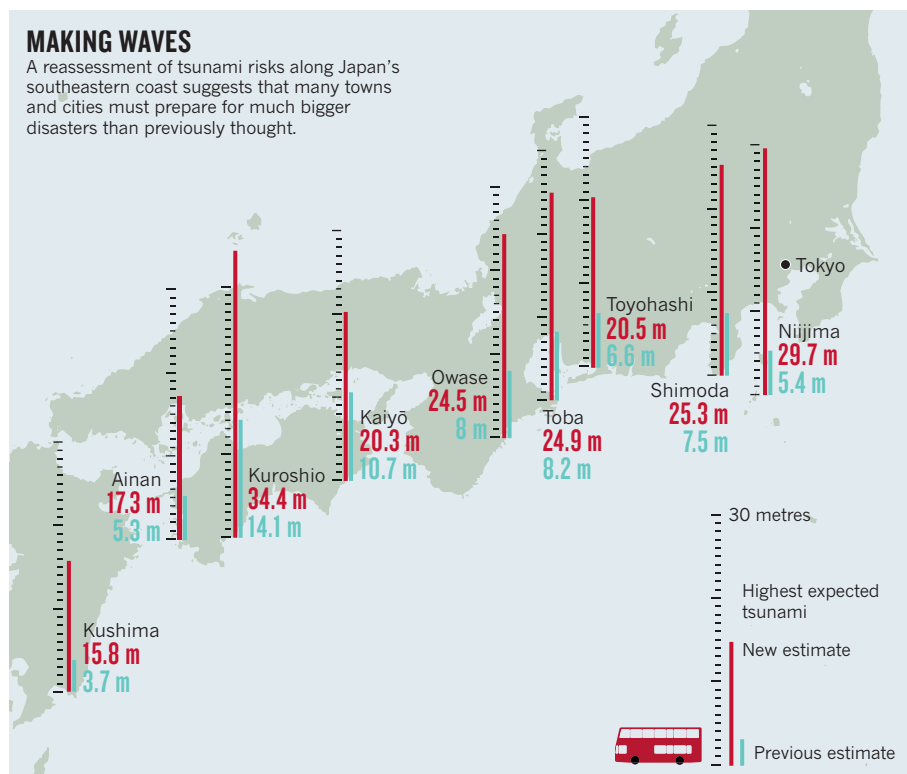 MAKING WAVES
A reassessment of tsunami risks along Japan's
southeastern coast suggests that many towns
and cities must prepare for much bigger
disasters than previously thought.
Tokyo
Toyohashi
20.5 m
6.6 m
Niijima
29.7 m
5.4 m
Owase
24.5 m
8 m
Shimoda
25.3 m
7.5 m
Toba
24.9 m
8.2 m
Kaiyō
20.3 m
10.7 m
Ainan
17.3 m
5.3 m
Kuroshio
34.4 m
14.1 m
Kushima
15.8 m
3.7 m
30 metres
Highest expected
tsunami
New estimate
Previous estimate